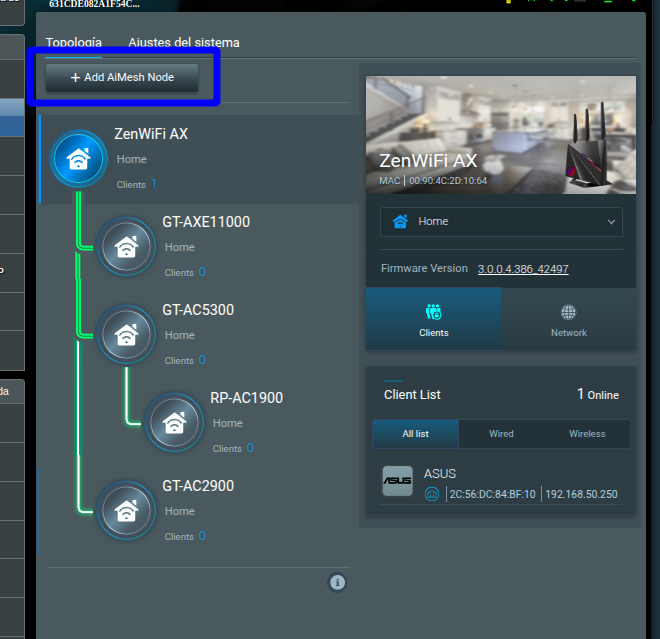 631CDE082A1F54C...
Topología
Ajustes del sistema
+ Add AiMesh Node
ZenWiFi AX
Home
Clients 1
GT-AXE11000
Home
Clients 0
GT-AC5300
Home
Clients 0
RP-AC1900
Home
Clients 0
GT-AC2900
Home
Clients 0
ZenWiFi AX
MAC | 00:90:4C:2D:10:64
Home
Firmware Version 3.0.0.4.386_42497
Clients
Network
Client List
1 Online
All list
Wired
Wireless
ASUS
ASUS
2C:56:DC:84:BF:10 | 192.168.50.250
da